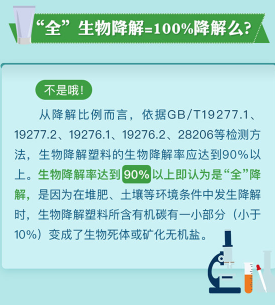 “全”生物降解=100%降解么?
不是哦!
从降解比例而言，依据GB/T19277.1、
19277.2、19276.1、19276.2、28206等检测方
法，生物降解塑料的生物降解率应达到90%以
上。生物降解率达到90%以上即认为是“全”降
解，是因为在堆肥、土壤等环境条件中发生降解
时，生物降解塑料所含有机碳有一小部分（小于
10%）变成了生物死体或矿化无机盐。